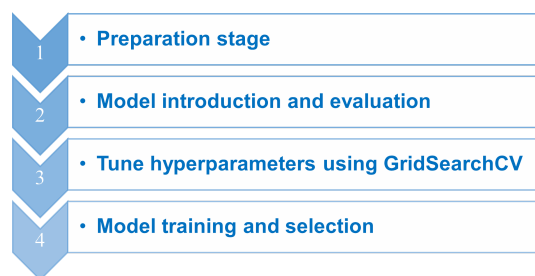 1
• Preparation stage
2
• Model introduction and evaluation
3
• Tune hyperparameters using GridSearchCV
4
• Model training and selection